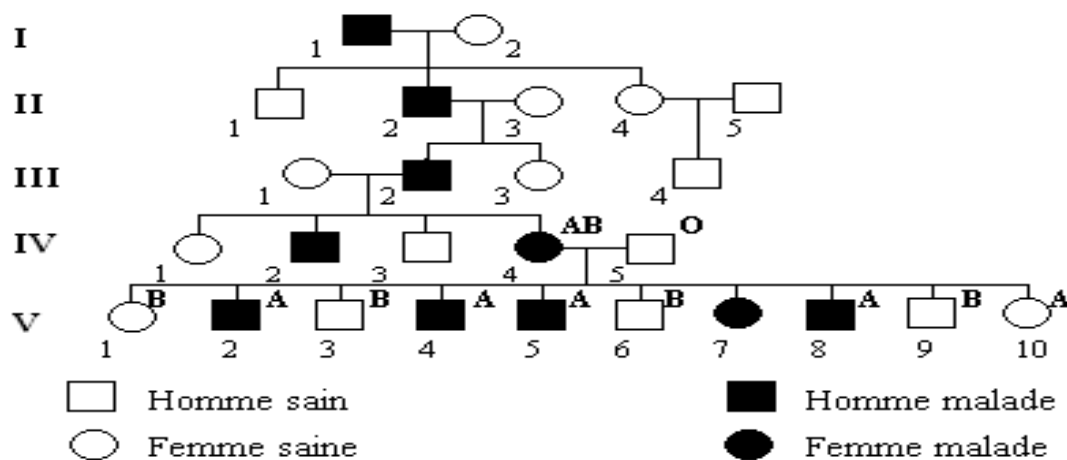 I 1 2
II 1 2 3 4 5
III 1 2 3 4
AB O
IV 1 2 3 4 5
B A B A A B A B A
V
1 2 3 4 5 6 7 8 9 10
Homme sain Homme malade
Femme saine Femme malade